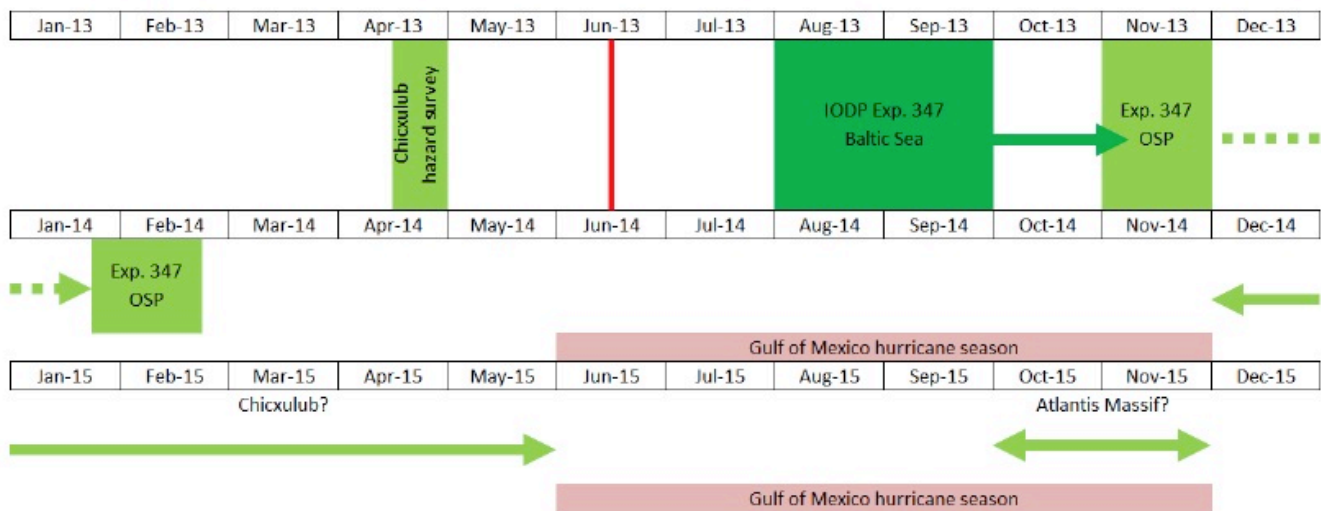 Jan-13 Feb-13 Mar-13 Apr-13 May-13 Jun-13 Jul-13 Aug-13 Sep-13 Oct-13 Nov-13 Dec-13
Chicxulub
hazard survey
IODP Exp. 347
Baltic Sea
Exp. 347
OSP
Jan-14 Feb-14 Mar-14 Apr-14 May-14 Jun-14 Jul-14 Aug-14 Sep-14 Oct-14 Nov-14 Dec-14
Exp. 347
OSP
Gulf of Mexico hurricane season
Jan-15 Feb-15 Mar-15 Apr-15 May-15 Jun-15 Jul-15 Aug-15 Sep-15 Oct-15 Nov-15 Dec-15
Chicxulub?
Atlantis Massif?
Gulf of Mexico hurricane season